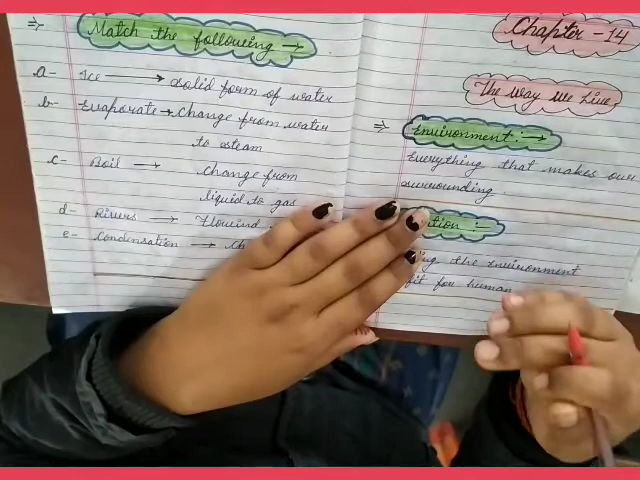 ⇒ Match the following →
a- Ice → solid form of water
b- Evaporate → change from water
to steam
c- Boil → change from
liquid to gas
d- Rivers →
e- Condensation →
Chapter -14
The way we live
⇒ Environment :→
Everything that makes our
surrounding.
the environment
fit for human